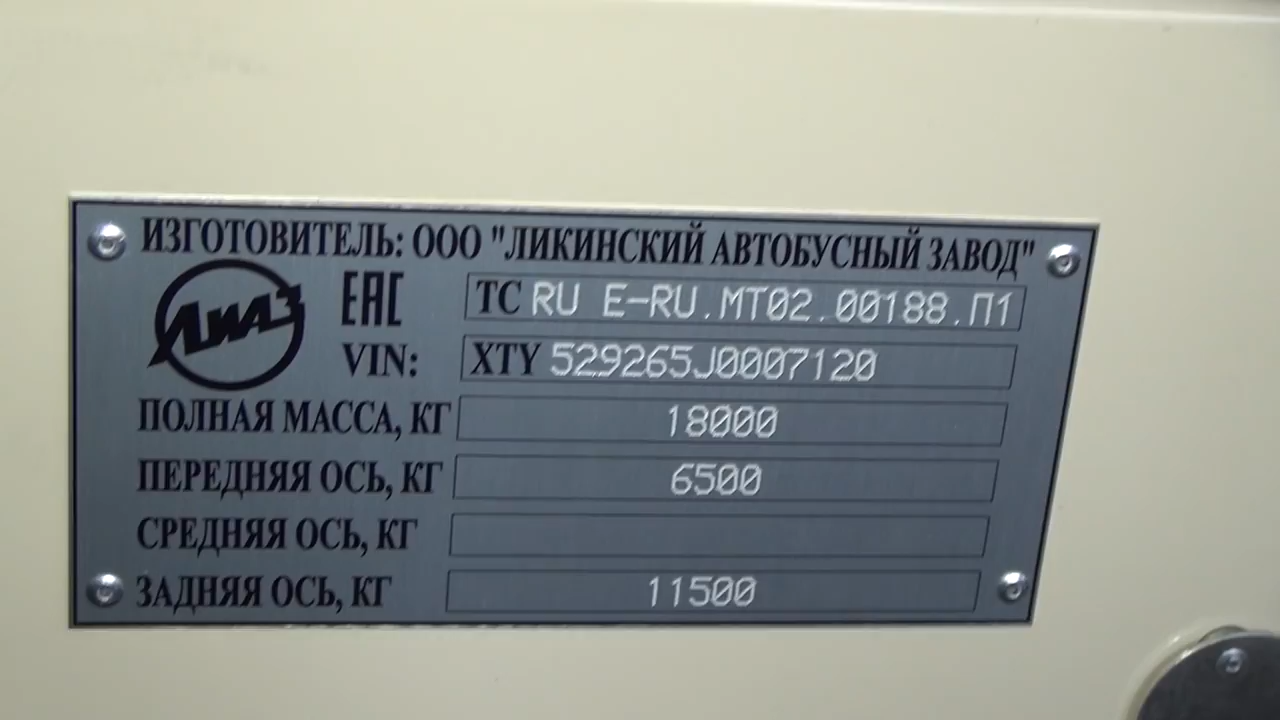 ИЗГОТОВИТЕЛЬ: ООО "ЛИКИНСКИЙ АВТОБУСНЫЙ ЗАВОД"
ЛиАЗ EAC ТС RU E-RU.MT02.00188.П1
VIN: XTY 529265J0007120
ПОЛНАЯ МАССА, КГ 18000
ПЕРЕДНЯЯ ОСЬ, КГ 6500
СРЕДНЯЯ ОСЬ, КГ
ЗАДНЯЯ ОСЬ, КГ 11500